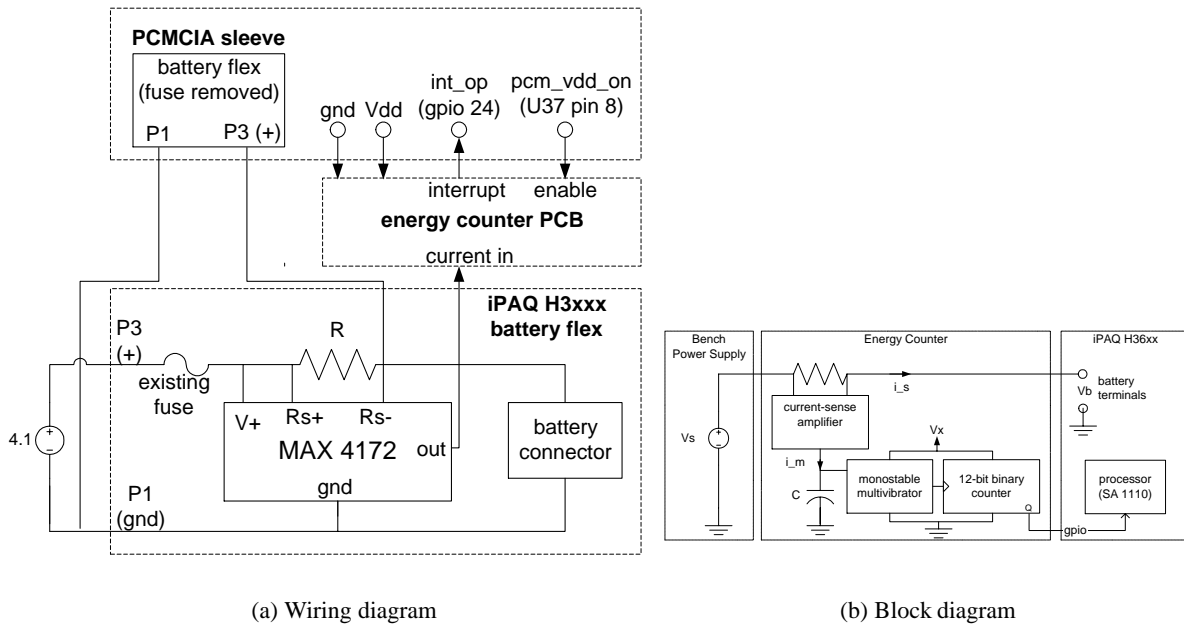 PCMCIA sleeve
battery flex
(fuse removed)
P1
P3 (+)
gnd
Vdd
int_op
(gpio 24)
pcm_vdd_on
(U37 pin 8)
interrupt
enable
energy counter PCB
current in
iPAQ H3xxx
battery flex
P3
(+)
R
existing
fuse
V+
Rs+
Rs-
MAX 4172
out
gnd
battery
connector
4.1
+
-
P1
(gnd)
(a) Wiring diagram
Bench
Power Supply
Energy Counter
iPAQ H36xx
i_s
Vb
battery
terminals
current-sense
amplifier
Vs
+
-
i_m
Vx
C
monostable
multivibrator
12-bit binary
counter
Q
processor
(SA 1110)
gpio
(b) Block diagram